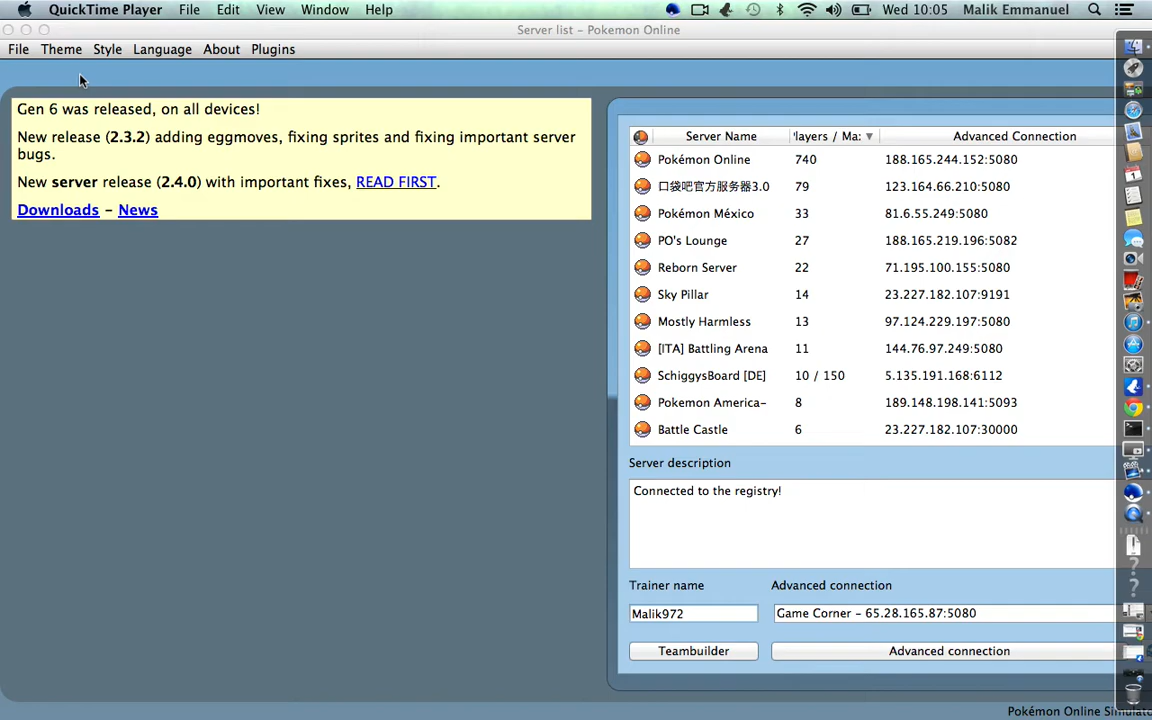 QuickTime Player File Edit View Window Help Wed 10:05 Malik Emmanuel
Server list - Pokemon Online
File Theme Style Language About Plugins
Gen 6 was released, on all devices!
New release (2.3.2) adding eggmoves, fixing sprites and fixing important server
bugs.
New server release (2.4.0) with important fixes, READ FIRST.
Downloads - News
Server Name layers / Ma: Advanced Connection
Pokémon Online 740 188.165.244.152:5080
口袋吧官方服务器3.0 79 123.164.66.210:5080
Pokémon México 33 81.6.55.249:5080
PO's Lounge 27 188.165.219.196:5082
Reborn Server 22 71.195.100.155:5080
Sky Pillar 14 23.227.182.107:9191
Mostly Harmless 13 97.124.229.197:5080
[ITA] Battling Arena 11 144.76.97.249:5080
SchiggysBoard [DE] 10 / 150 5.135.191.168:6112
Pokemon America- 8 189.148.198.141:5093
Battle Castle 6 23.227.182.107:30000
Server description
Connected to the registry!
Trainer name Advanced connection
Malik972 Game Corner - 65.28.165.87:5080
Teambuilder Advanced connection
Pokémon Online Simulato